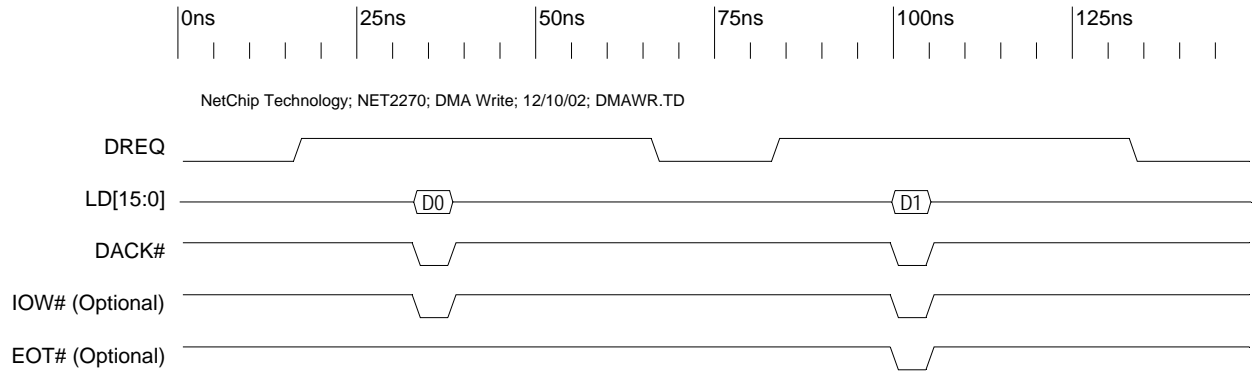 0ns 25ns 50ns 75ns 100ns 125ns
NetChip Technology; NET2270; DMA Write; 12/10/02; DMAWR.TD
DREQ
LD[15:0] D0 D1
DACK#
IOW# (Optional)
EOT# (Optional)